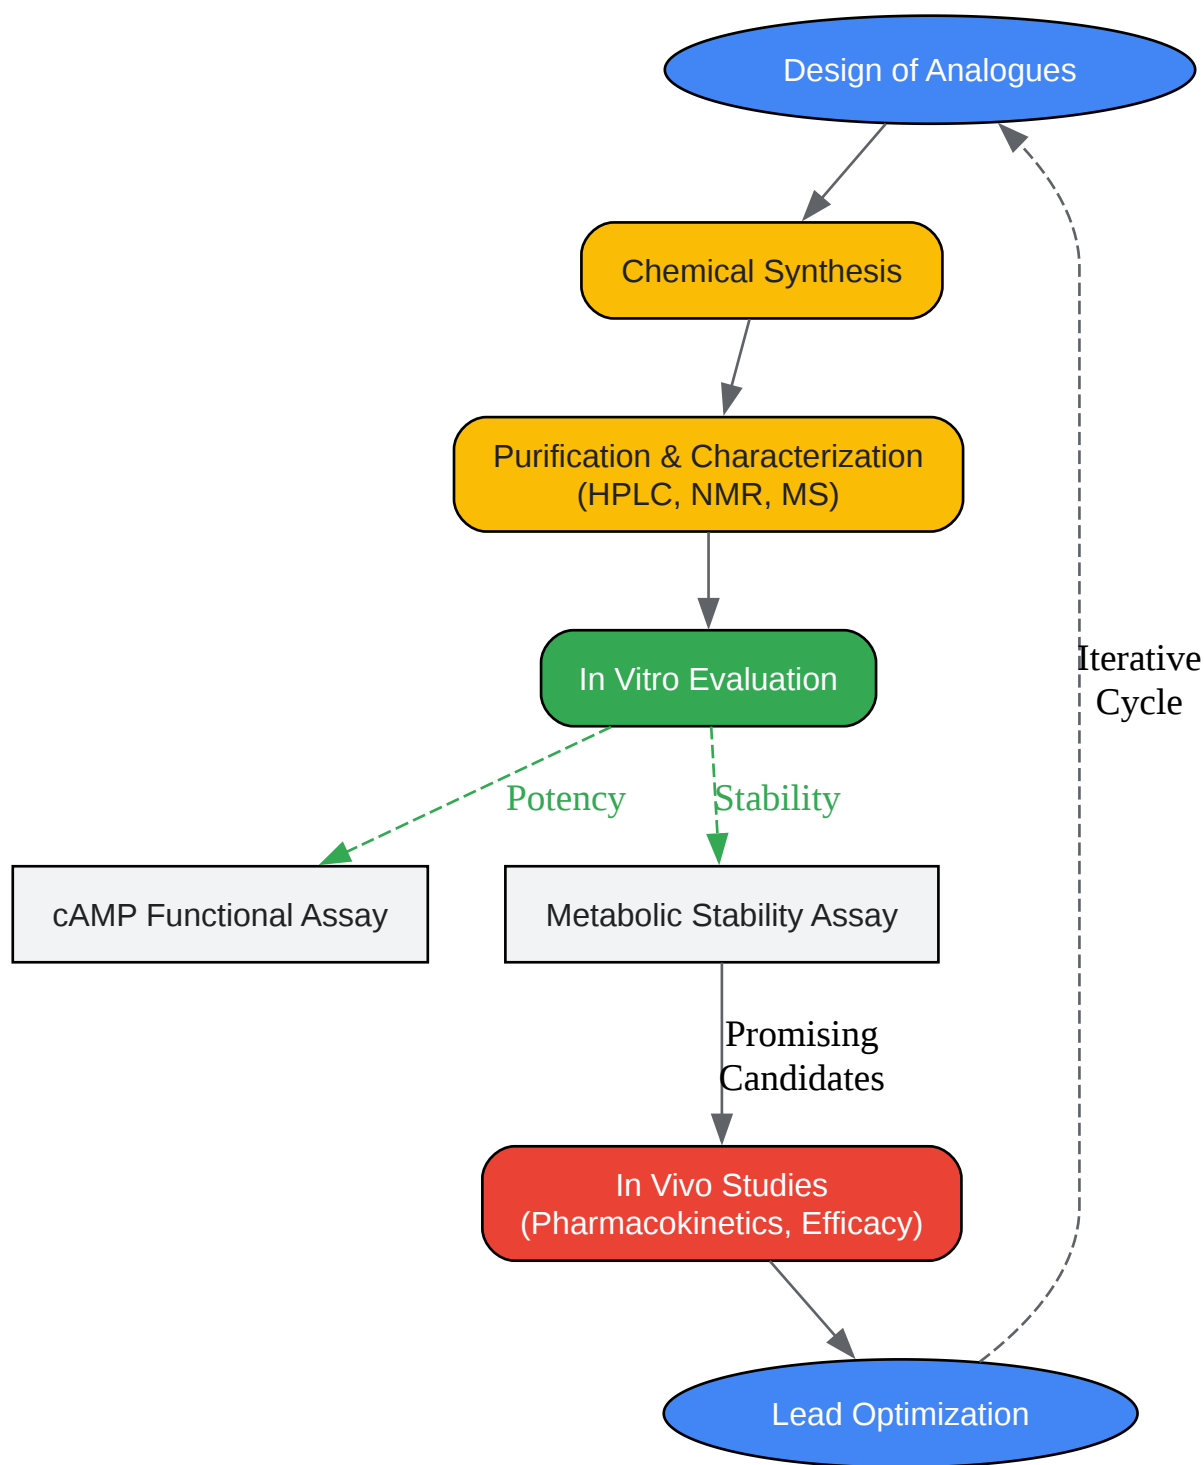 Design of Analogues
Chemical Synthesis
Purification & Characterization
(HPLC, NMR, MS)
In Vitro Evaluation
Iterative
Cycle
Potency
Stability
cAMP Functional Assay
Metabolic Stability Assay
Promising
Candidates
In Vivo Studies
(Pharmacokinetics, Efficacy)
Lead Optimization